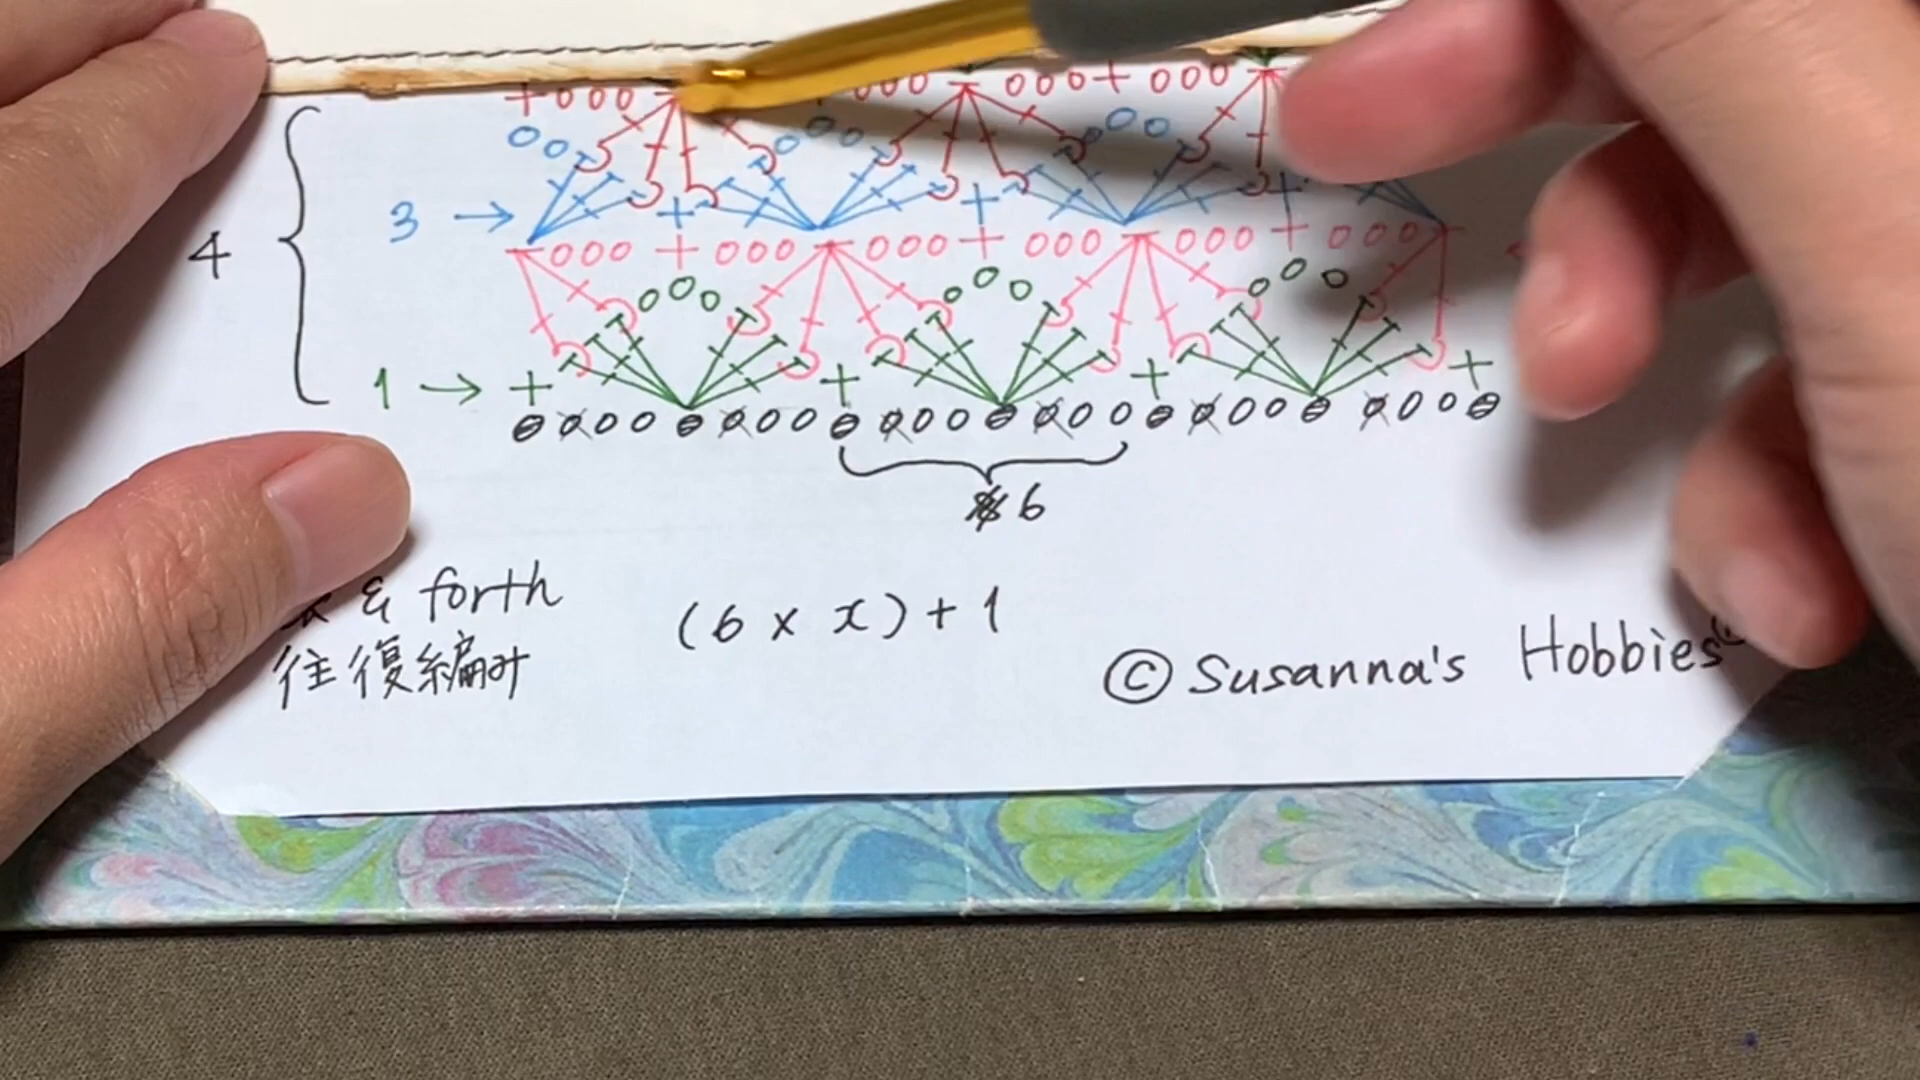 3 →
4
1 →
6
& forth
往復編み
(6 x x) + 1
© Susanna's Hobbies